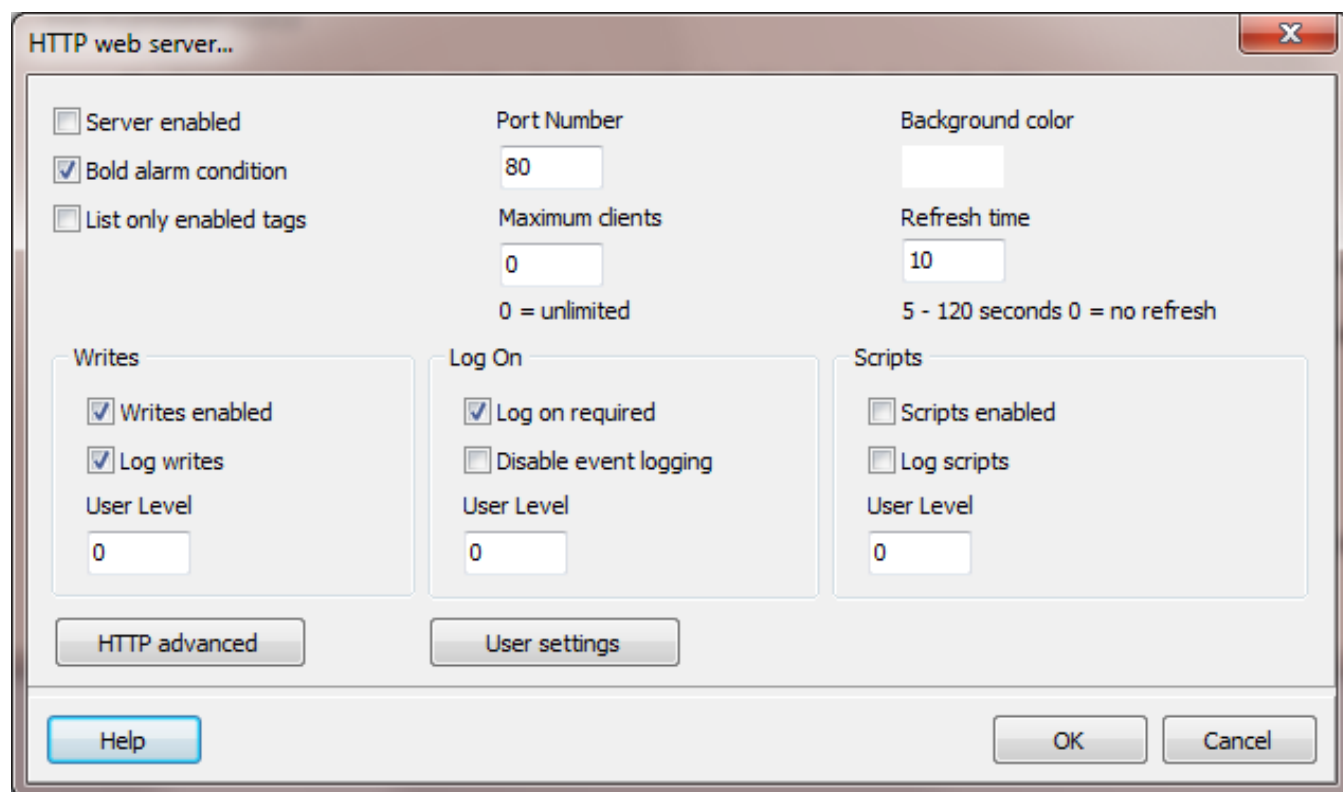 HTTP web server...
Server enabled
Bold alarm condition
List only enabled tags
Port Number
80
Maximum clients
0
0 = unlimited
Background color
Refresh time
10
5 - 120 seconds 0 = no refresh
Writes
Writes enabled
Log writes
User Level
0
Log On
Log on required
Disable event logging
User Level
0
Scripts
Scripts enabled
Log scripts
User Level
0
HTTP advanced
User settings
Help
OK
Cancel